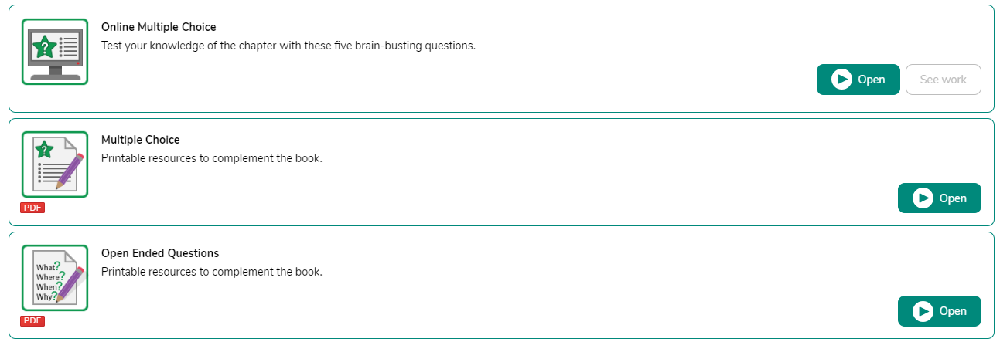 Online Multiple Choice
Test your knowledge of the chapter with these five brain-busting questions.
?
Open
See work
Multiple Choice
Printable resources to complement the book.
?
Open
PDF
Open Ended Questions
Printable resources to complement the book.
What?
Where?
When?
Why?
Open
PDF